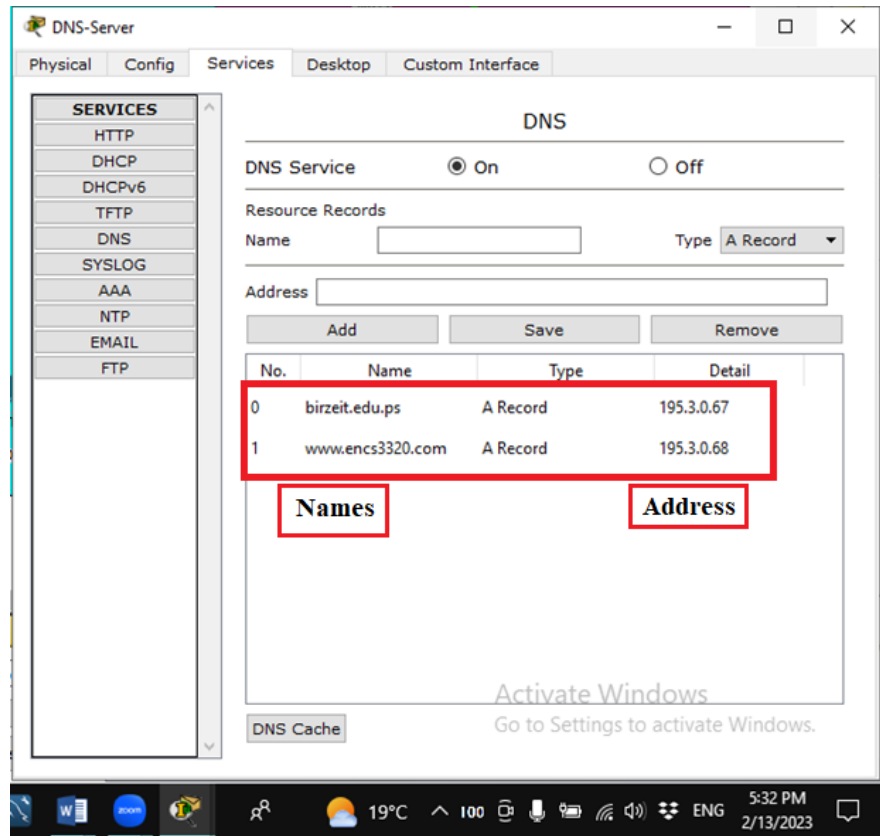 DNS-Server
Physical Config Services Desktop Custom Interface
SERVICES
HTTP
DHCP
DHCPv6
TFTP
DNS
SYSLOG
AAA
NTP
EMAIL
FTP
DNS
DNS Service On Off
Resource Records
Name Type A Record
Address
Add Save Remove
No. Name Type Detail
0 birzeit.edu.ps A Record 195.3.0.67
1 www.encs3320.com A Record 195.3.0.68
Names Address
Activate Windows
Go to Settings to activate Windows.
DNS Cache
W zoom 19°C 100 ENG 5:32 PM
2/13/2023